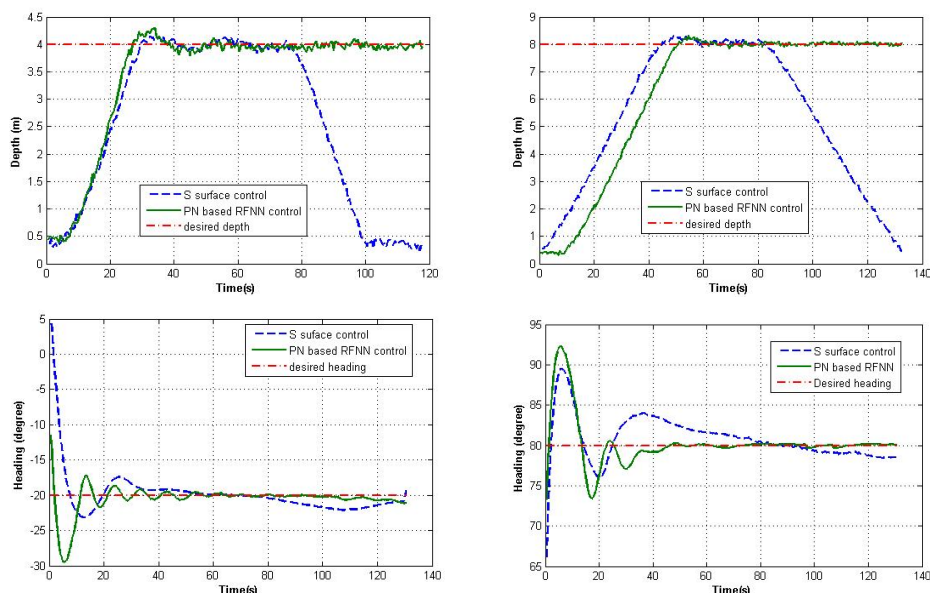 4.5
4
3.5
3
2.5
2
1.5
1
0.5
0
Depth (m)
S surface control
PN based RFNN control
desired depth
0 20 40 60 80 100 120
Time(s)
9
8
7
6
5
4
3
2
1
0
Depth (m)
S surface control
PN based RFNN control
desired depth
0 20 40 60 80 100 120 140
Time(s)
5
0
-5
-10
-15
-20
-25
-30
Heading (degree)
S suface control
PN based RFNN control
desired heading
0 20 40 60 80 100 120 140
Time(s)
95
90
85
80
75
70
65
Heading (degree)
S surface control
PN based RFNN
Desired heading
0 20 40 60 80 100 120 140
Time(s)